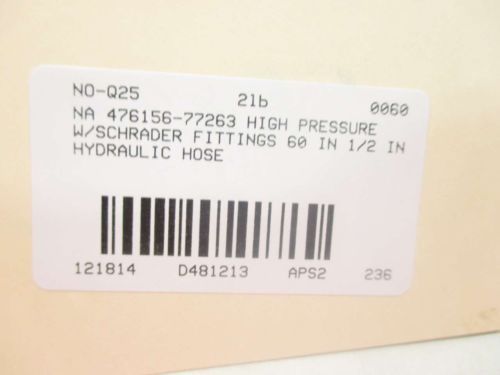 NO-Q25 2lb 0060
NA 476156-77263 HIGH PRESSURE
W/SCHRADER FITTINGS 60 IN 1/2 IN
HYDRAULIC HOSE
121814 D481213 APS2 236